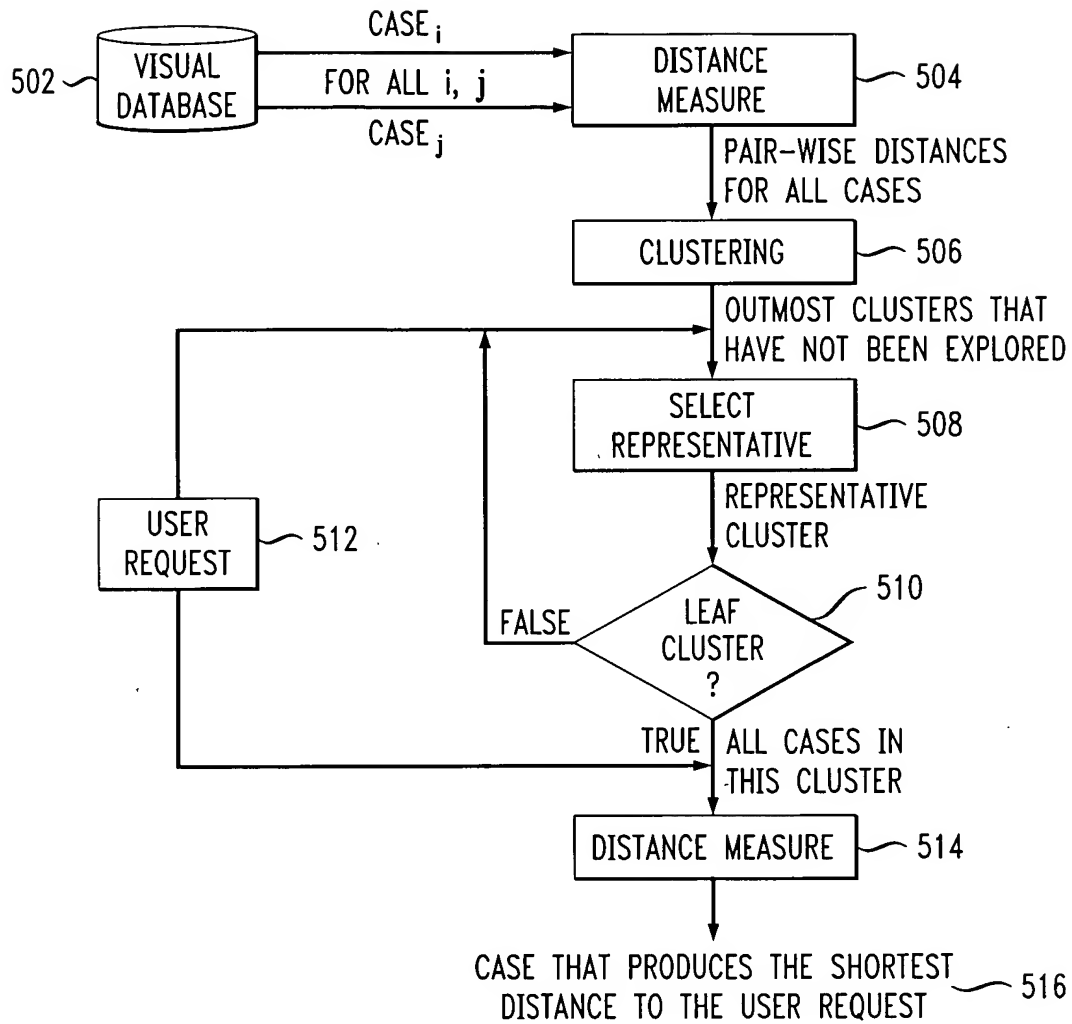 CASE i
502
VISUAL
DATABASE
FOR ALL i, j
CASE j
DISTANCE
MEASURE
504
PAIR-WISE DISTANCES
FOR ALL CASES
CLUSTERING
506
OUTMOST CLUSTERS THAT
HAVE NOT BEEN EXPLORED
SELECT
REPRESENTATIVE
508
REPRESENTATIVE
CLUSTER
USER
REQUEST
512
510
FALSE
LEAF
CLUSTER
?
TRUE
ALL CASES IN
THIS CLUSTER
DISTANCE MEASURE
514
CASE THAT PRODUCES THE SHORTEST
DISTANCE TO THE USER REQUEST
516